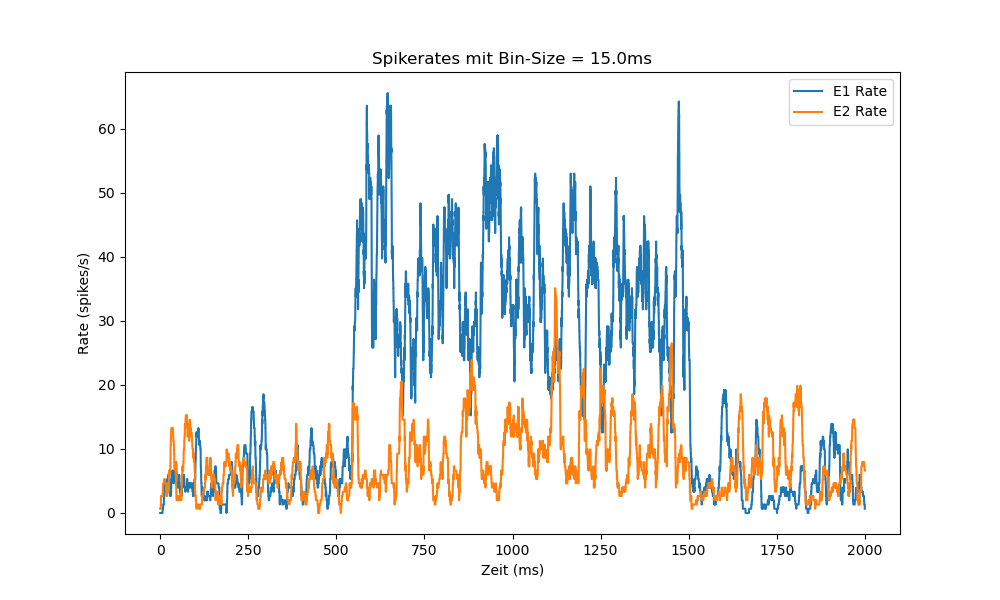 Spikerates mit Bin-Size = 15.0ms
E1 Rate
E2 Rate
Rate (spikes/s)
60
50
40
30
20
10
0
0 250 500 750 1000 1250 1500 1750 2000
Zeit (ms)